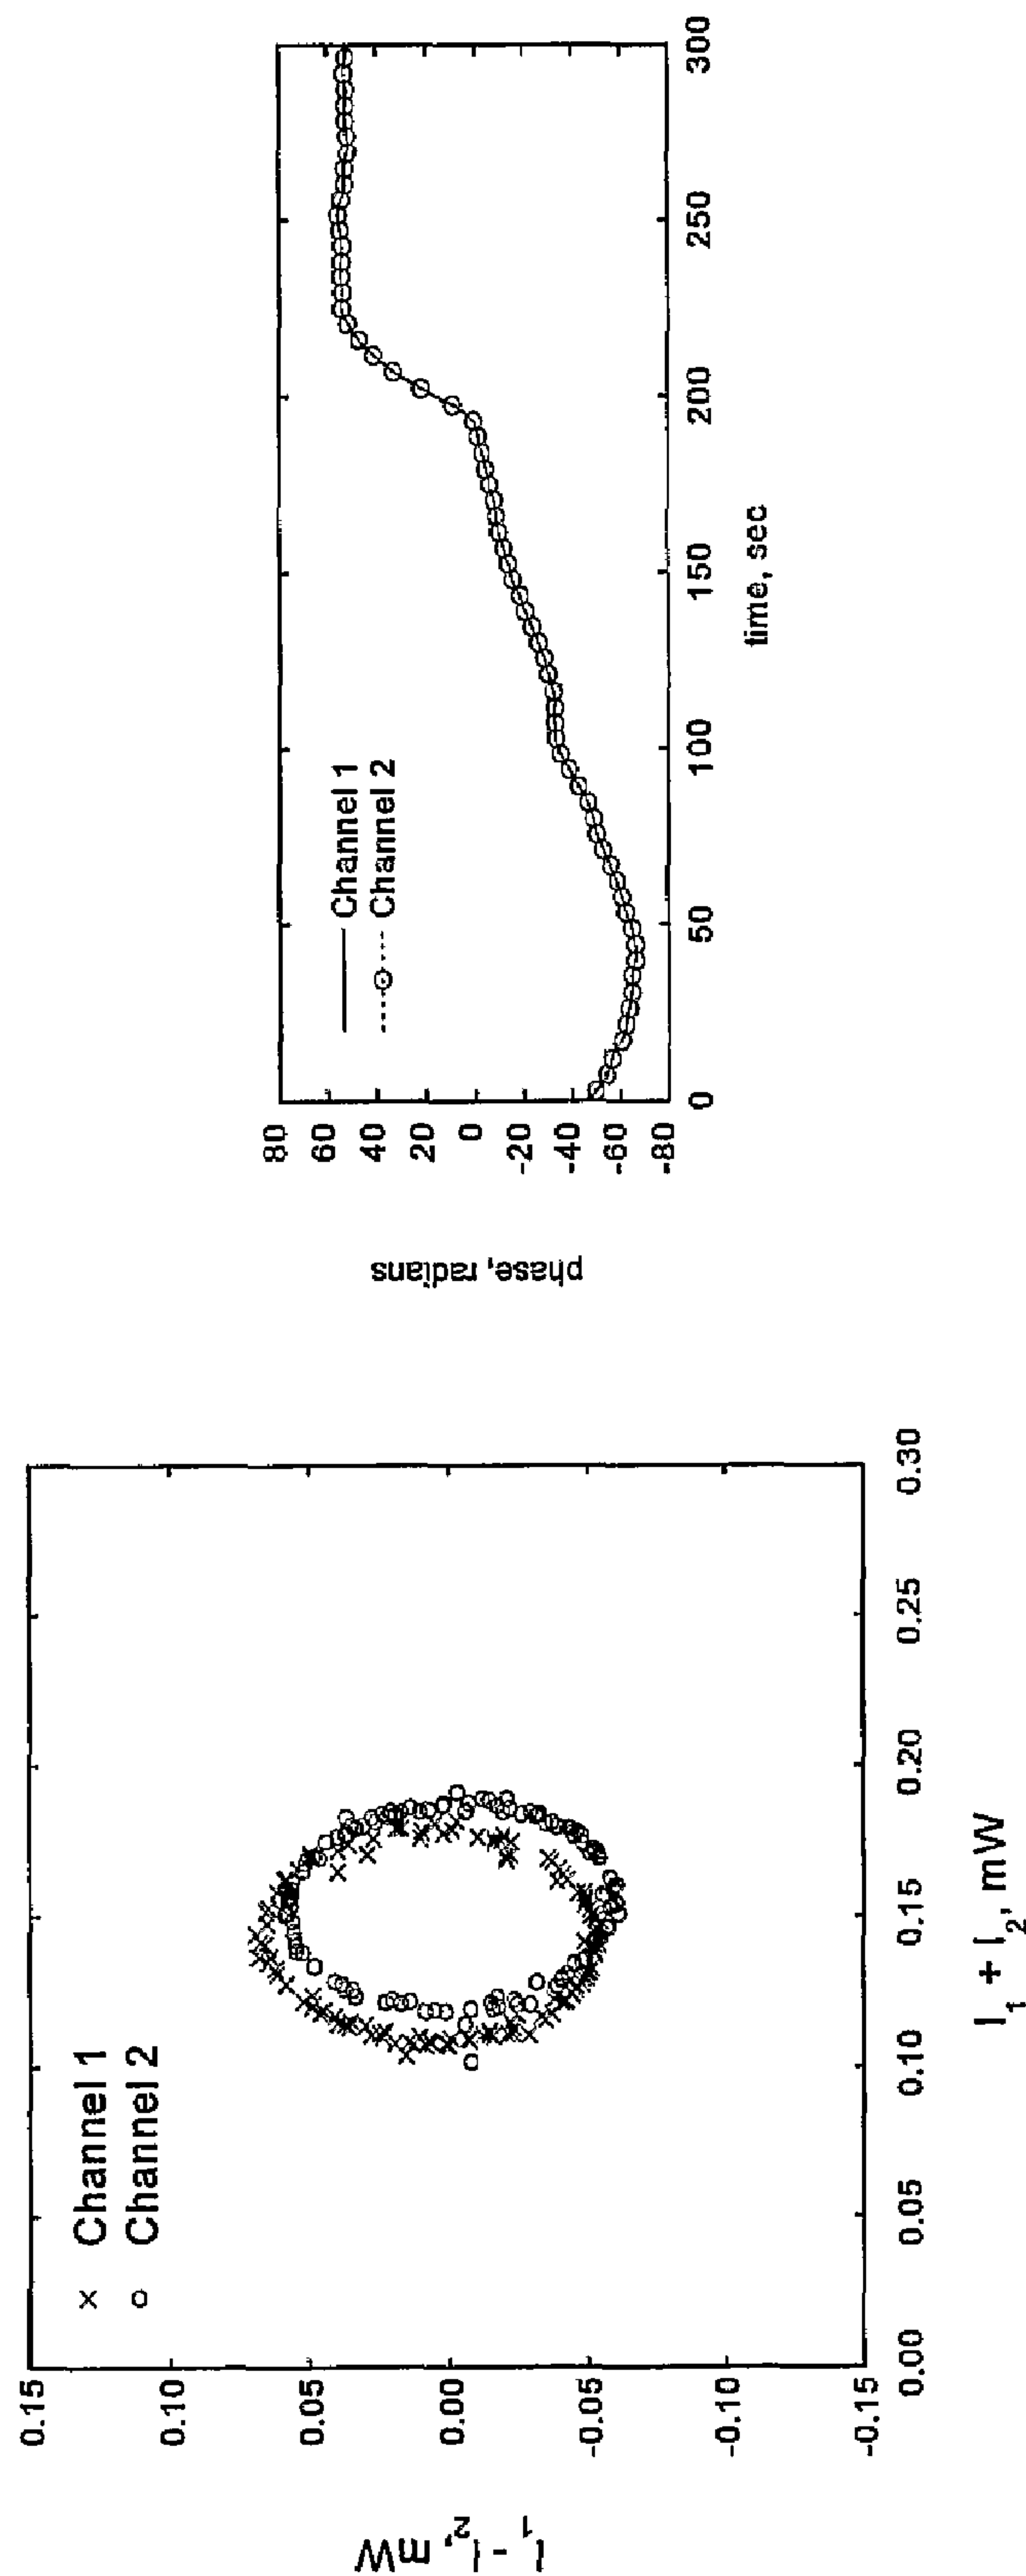 I₁ - I₂, mW
0.15
0.10
0.05
0.00
-0.05
-0.10
-0.15
× Channel 1
o Channel 2
0.00 0.05 0.10 0.15 0.20 0.25 0.30
I₁ + I₂, mW
phase, radians
80
60
40
20
0
-20
-40
-60
-80
Channel 1
Channel 2
0 50 100 150 200 250 300
time, sec